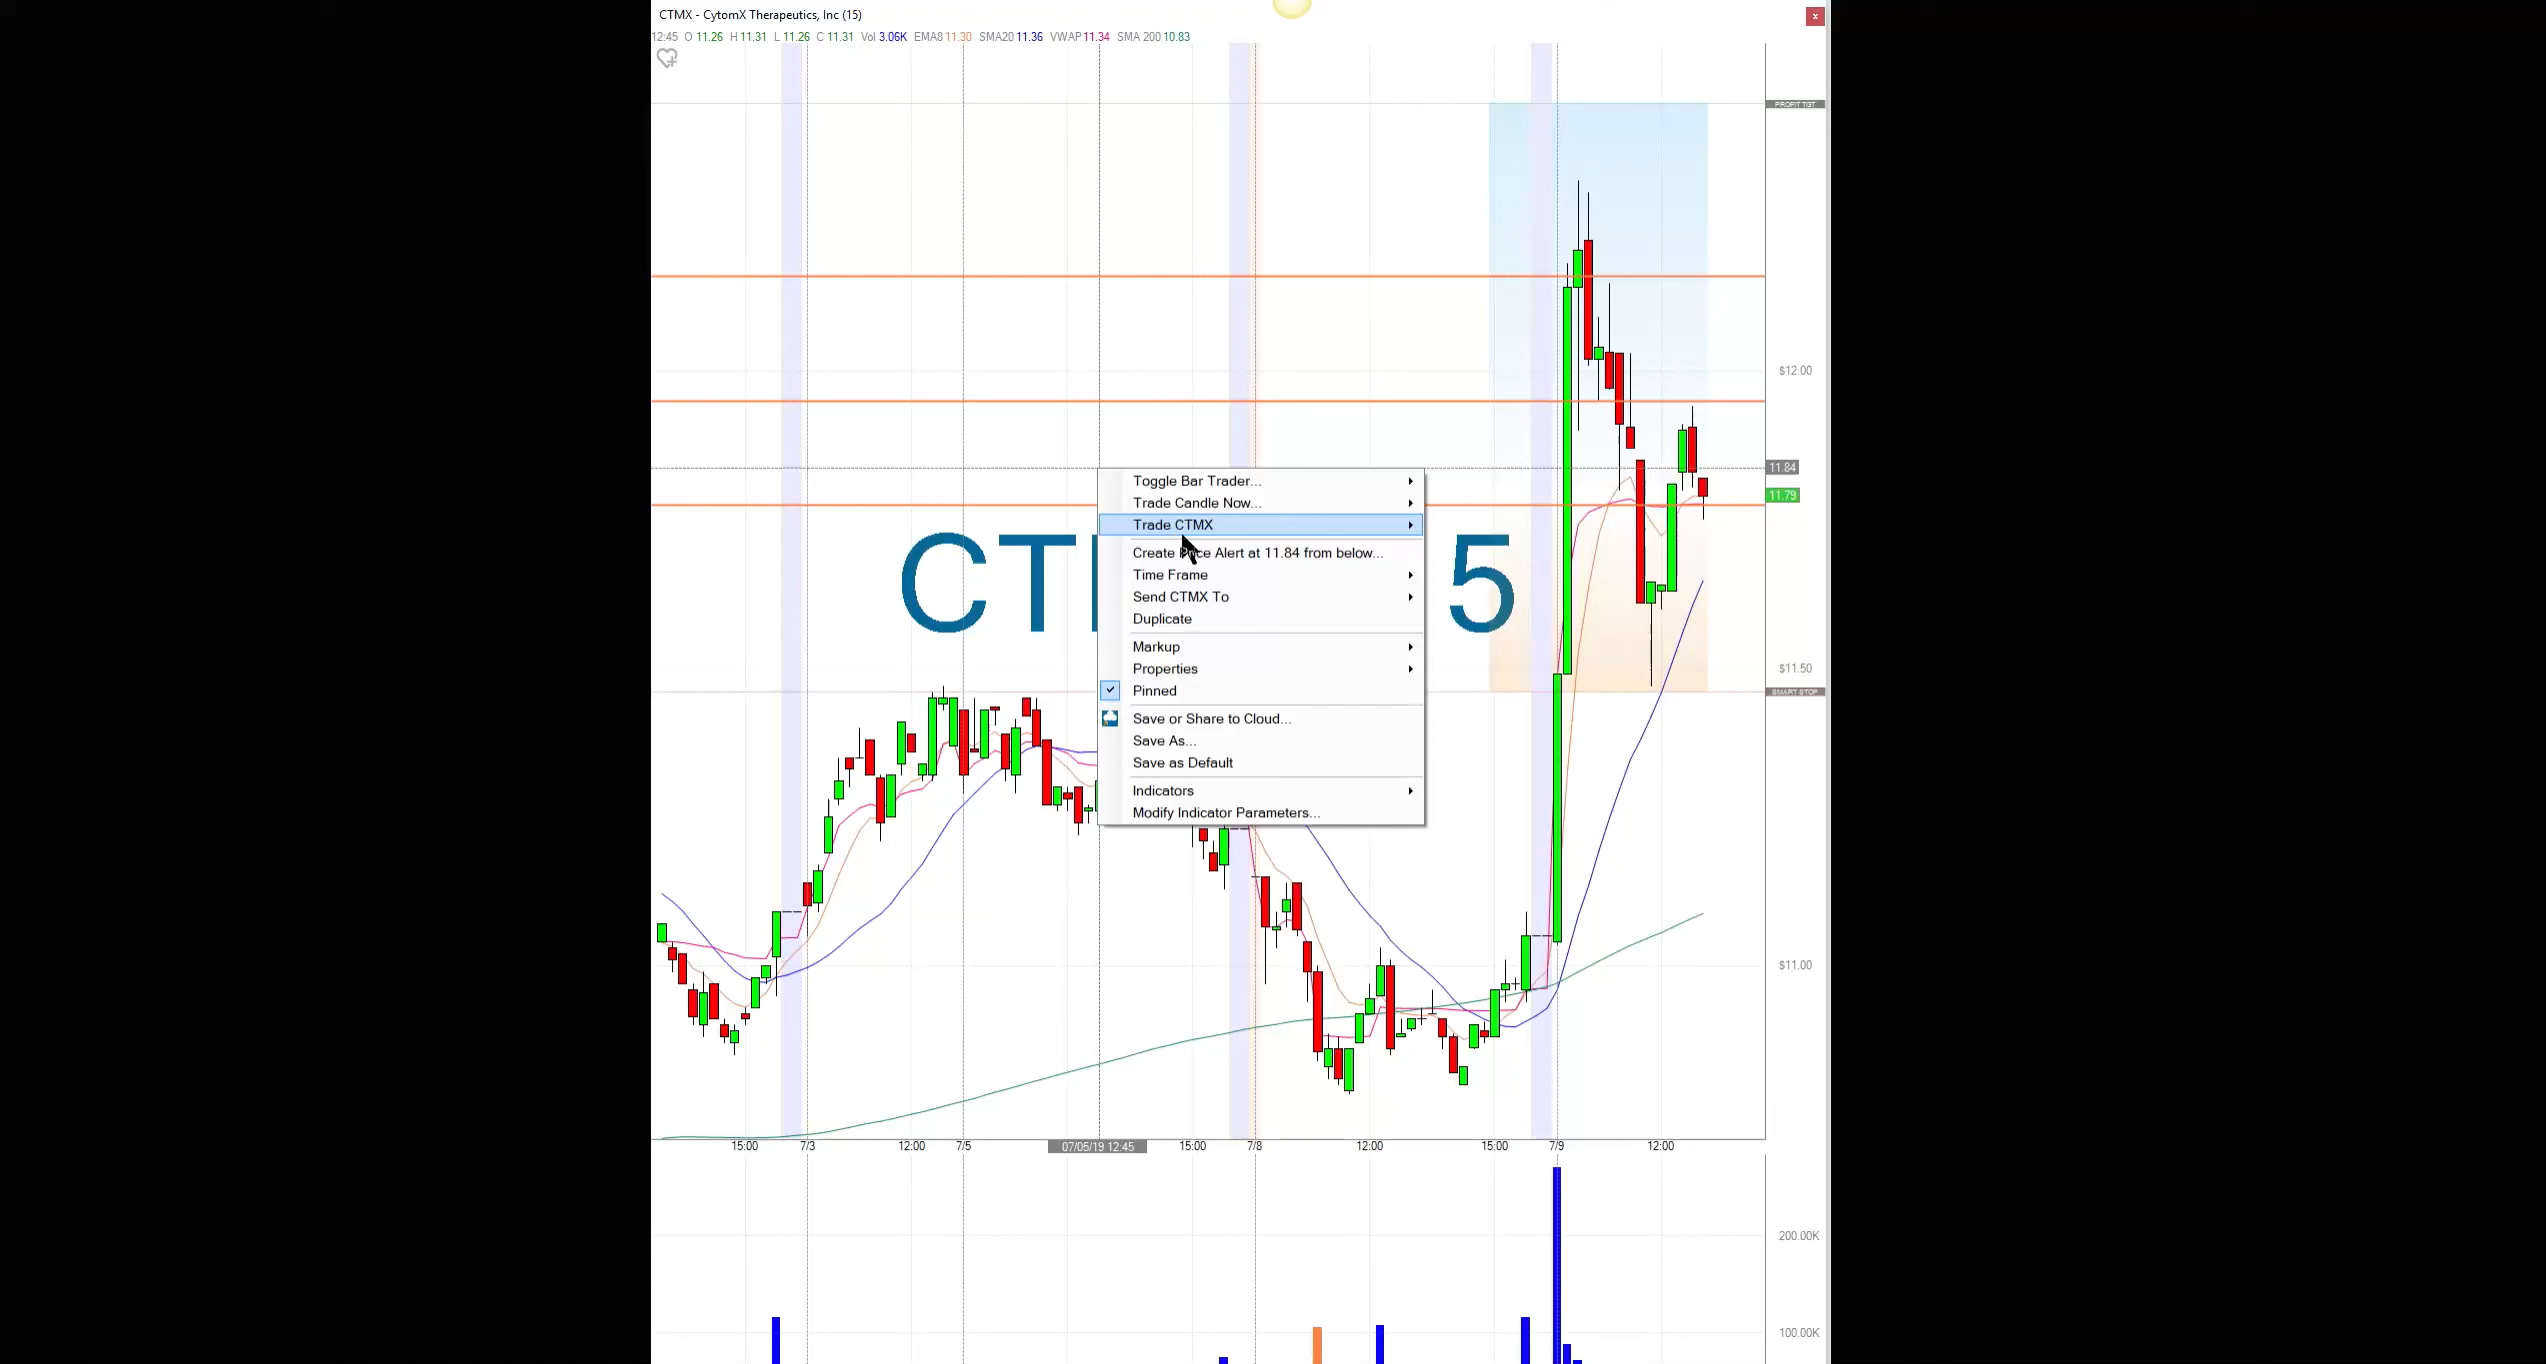 CTMX - CytomX Therapeutics, Inc (15)
x
12:45 O 11.26 H 11.31 L 11.26 C 11.31 Vol 3.06K EMA8 11.30 SMA20 11.36 VWAP 11.34 SMA 200 10.83
PROFIT TGT
$12.00
11.84
11.79
Toggle Bar Trader...
Trade Candle Now...
Trade CTMX
Create Price Alert at 11.84 from below...
Time Frame
Send CTMX To
Duplicate
Markup
Properties
Pinned
Save or Share to Cloud...
Save As...
Save as Default
Indicators
Modify Indicator Parameters...
CT 5
$11.50
SMART STOP
$11.00
15:00 7/3 12:00 7/5 07/05/19 12:45 15:00 7/8 12:00 15:00 7/9 12:00
200.00K
100.00K